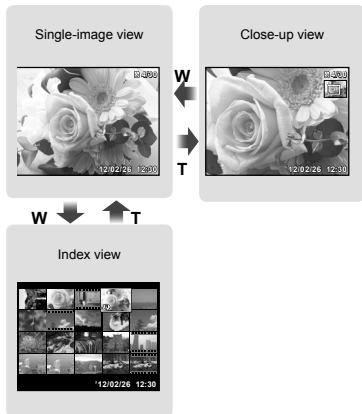 Single-image view
Close-up view
4/30
4/30
W
12/02/26 12:30
T
12/02/26 12:30
W
T
Index view
'12/02/26 12:30